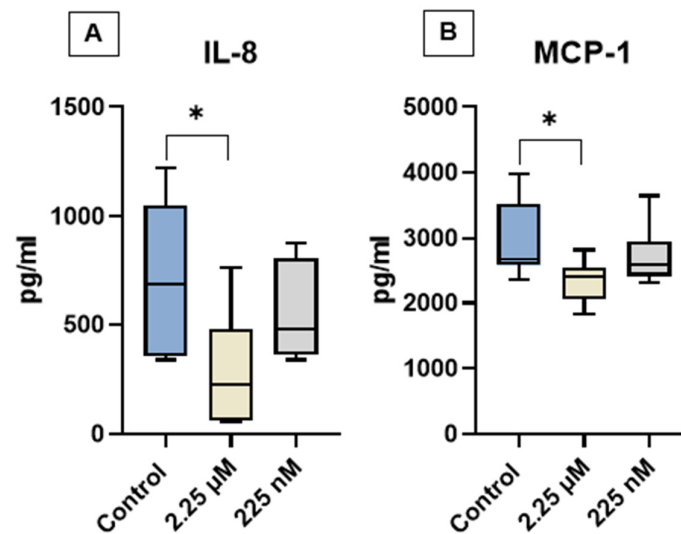 A
IL-8
*
1500
1000
500
0
pg/ml
Control
2.25 µM
225 nM
B
MCP-1
*
5000
4000
3000
2000
1000
0
pg/ml
Control
2.25 µM
225 nM